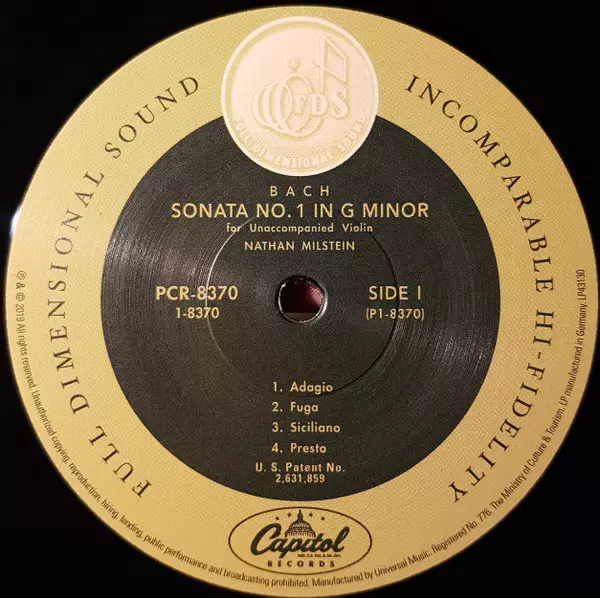 FDS
FULL DIMENSIONAL SOUND
FULL DIMENSIONAL SOUND
INCOMPARABLE HI-FIDELITY
BACH
SONATA NO. 1 IN G MINOR
for Unaccompanied Violin
NATHAN MILSTEIN
PCR-8370
1-8370
SIDE I
(P1-8370)
1. Adagio
2. Fuga
3. Siciliano
4. Presto
U. S. Patent No.
2,631,859
Capitol
RECORDS
℗ & © 2019 All rights reserved. Unauthorized copying, reproduction, hiring, lending, public performance and broadcasting prohibited. Manufactured by Universal Music. Registered No. 776. The Ministry of Culture & Tourism. LP manufactured in Germany. LP43130